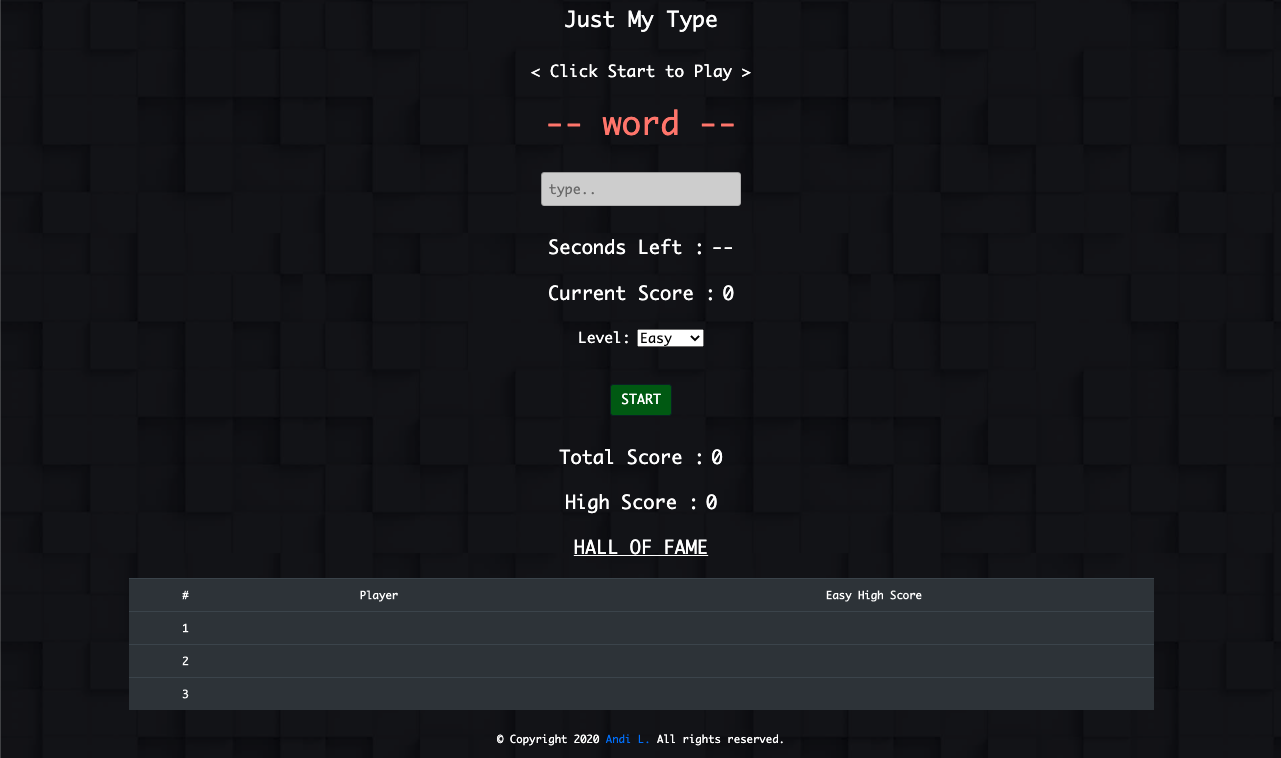 Just My Type
< Click Start to Play >
-- word --
type..
Seconds Left : --
Current Score : 0
Level: Easy
START
Total Score : 0
High Score : 0
HALL OF FAME
# Player Easy High Score
1
2
3
© Copyright 2020 Andi L. All rights reserved.